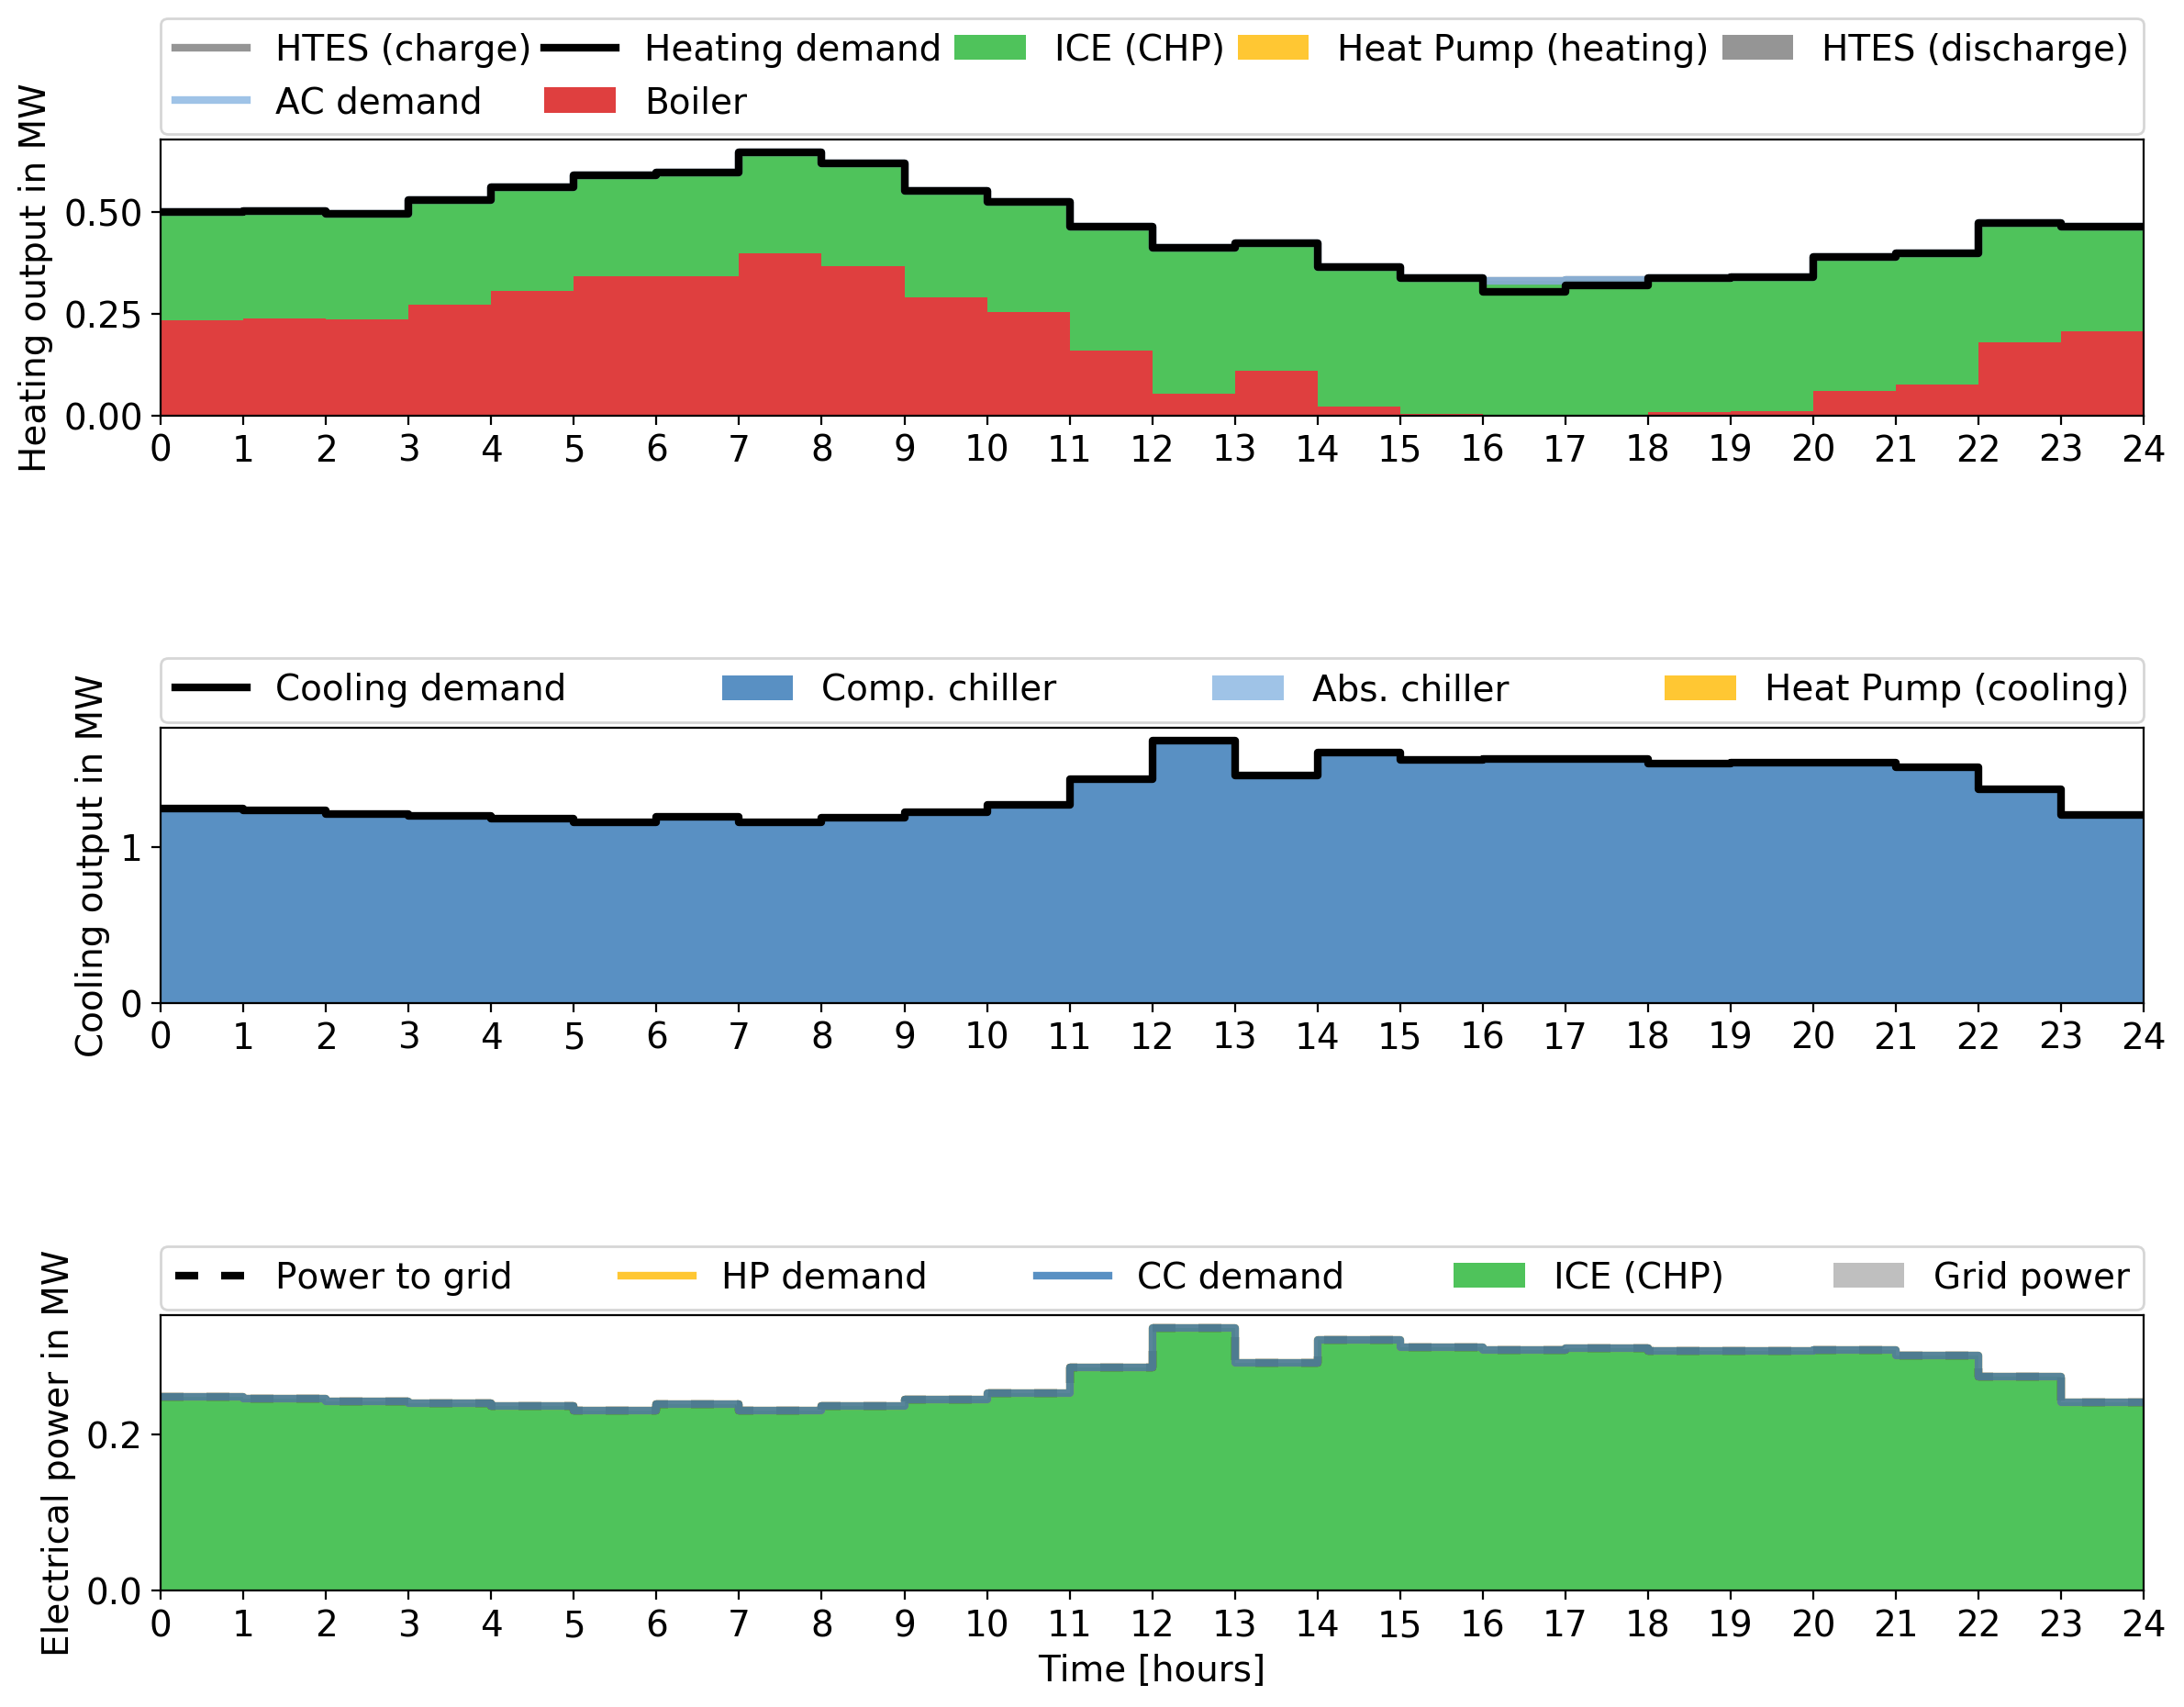 HTES (charge) Heating demand ICE (CHP) Heat Pump (heating) HTES (discharge)
AC demand Boiler
Heating output in MW
0.50
0.25
0.00
0 1 2 3 4 5 6 7 8 9 10 11 12 13 14 15 16 17 18 19 20 21 22 23 24
Cooling demand Comp. chiller Abs. chiller Heat Pump (cooling)
Cooling output in MW
1
0
0 1 2 3 4 5 6 7 8 9 10 11 12 13 14 15 16 17 18 19 20 21 22 23 24
Power to grid HP demand CC demand ICE (CHP) Grid power
Electrical power in MW
0.2
0.0
0 1 2 3 4 5 6 7 8 9 10 11 12 13 14 15 16 17 18 19 20 21 22 23 24
Time [hours]